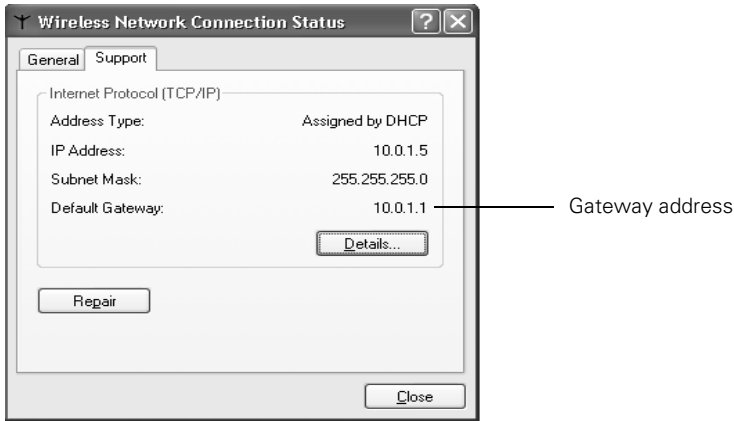 Wireless Network Connection Status
General Support
Internet Protocol (TCP/IP)
Address Type: Assigned by DHCP
IP Address: 10.0.1.5
Subnet Mask: 255.255.255.0
Default Gateway: 10.0.1.1 Gateway address
Details...
Repair
Close